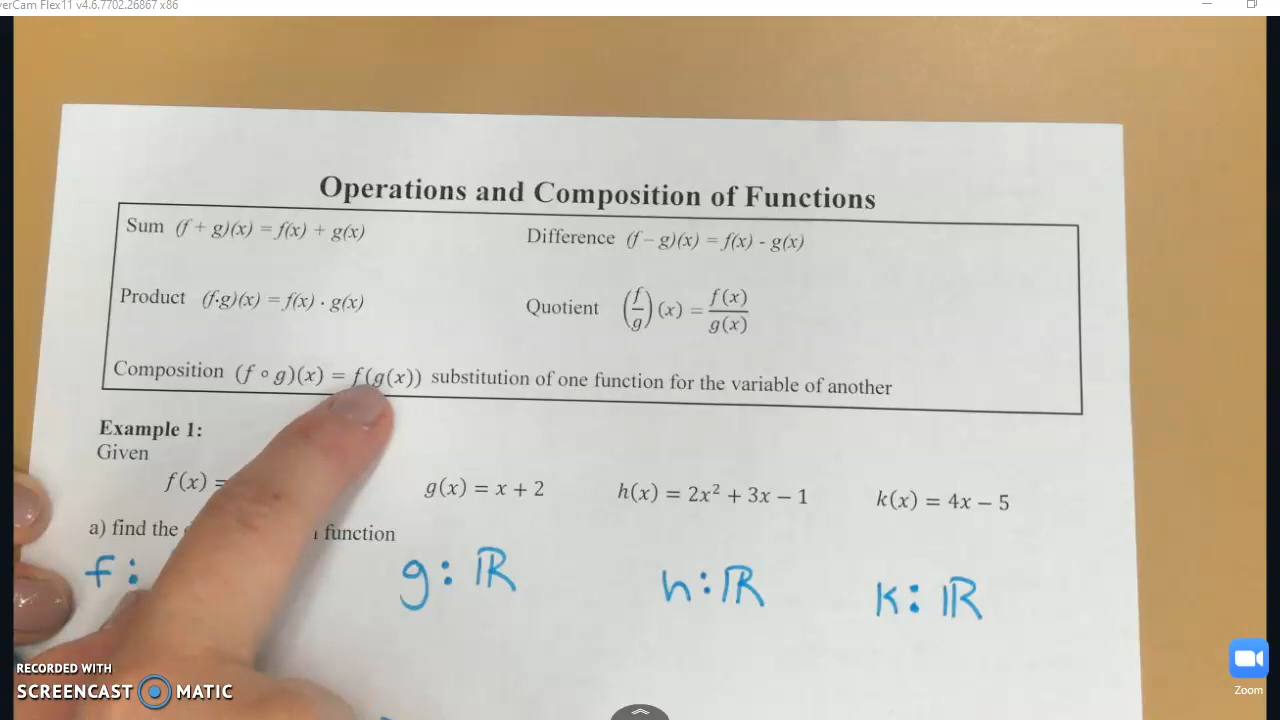 verCam Flex11 v4.6.7702.26867 x86
Operations and Composition of Functions
Sum (f + g)(x) = f(x) + g(x)
Difference (f – g)(x) = f(x) - g(x)
Product (f·g)(x) = f(x) · g(x)
Quotient (f/g)(x) = f(x)/g(x)
Composition (f ∘ g)(x) = f(g(x)) substitution of one function for the variable of another
Example 1:
Given
f(x) =
g(x) = x + 2
h(x) = 2x² + 3x − 1
k(x) = 4x − 5
a) find the function
f:
g: ℝ
h: ℝ
k: ℝ
RECORDED WITH
SCREENCAST MATIC
Zoom